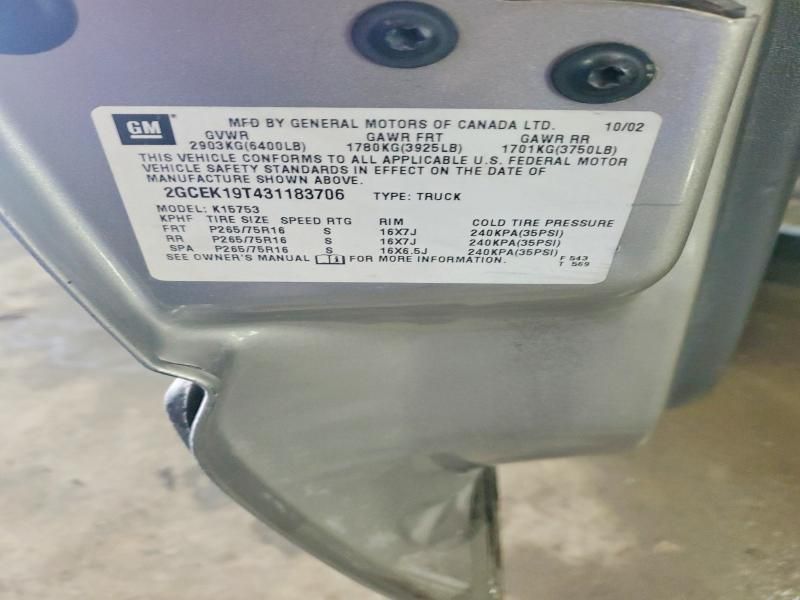 GM
MFD BY GENERAL MOTORS OF CANADA LTD. 10/02
GVWR GAWR FRT GAWR RR
2903KG(6400LB) 1780KG(3925LB) 1701KG(3750LB)
THIS VEHICLE CONFORMS TO ALL APPLICABLE U.S. FEDERAL MOTOR
VEHICLE SAFETY STANDARDS IN EFFECT ON THE DATE OF
MANUFACTURE SHOWN ABOVE.
2GCEK19T431183706 TYPE: TRUCK
MODEL: K15753
KPHF TIRE SIZE SPEED RTG RIM COLD TIRE PRESSURE
FRT P265/75R16 S 16X7J 240KPA(35PSI)
RR P265/75R16 S 16X7J 240KPA(35PSI)
SPA P265/75R16 S 16X6.5J 240KPA(35PSI)
SEE OWNER'S MANUAL FOR MORE INFORMATION. F 543
T 569